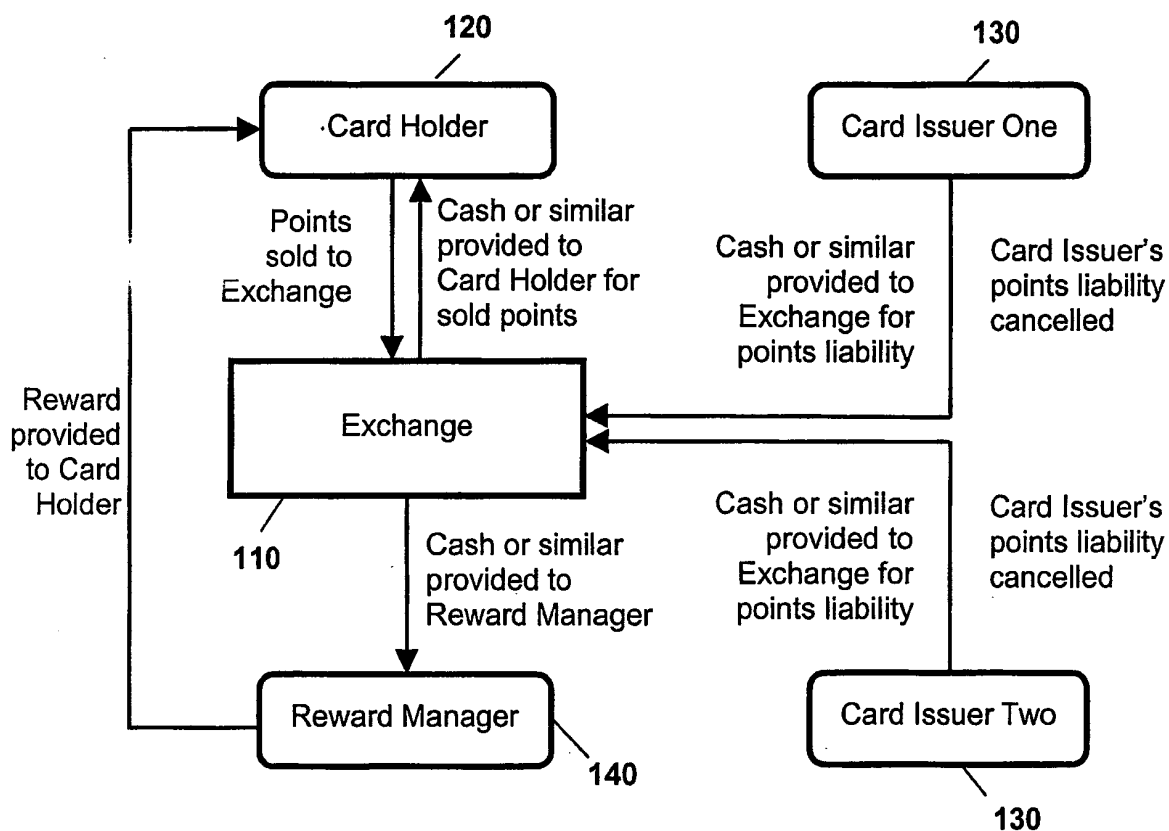 120
130
Card Holder
Card Issuer One
Points
sold to
Exchange
Cash or similar
provided to
Card Holder for
sold points
Cash or similar
provided to
Exchange for
points liability
Card Issuer's
points liability
cancelled
Exchange
Reward
provided
to Card
Holder
110
Cash or similar
provided to
Reward Manager
Cash or similar
provided to
Exchange for
points liability
Card Issuer's
points liability
cancelled
Reward Manager
Card Issuer Two
140
130